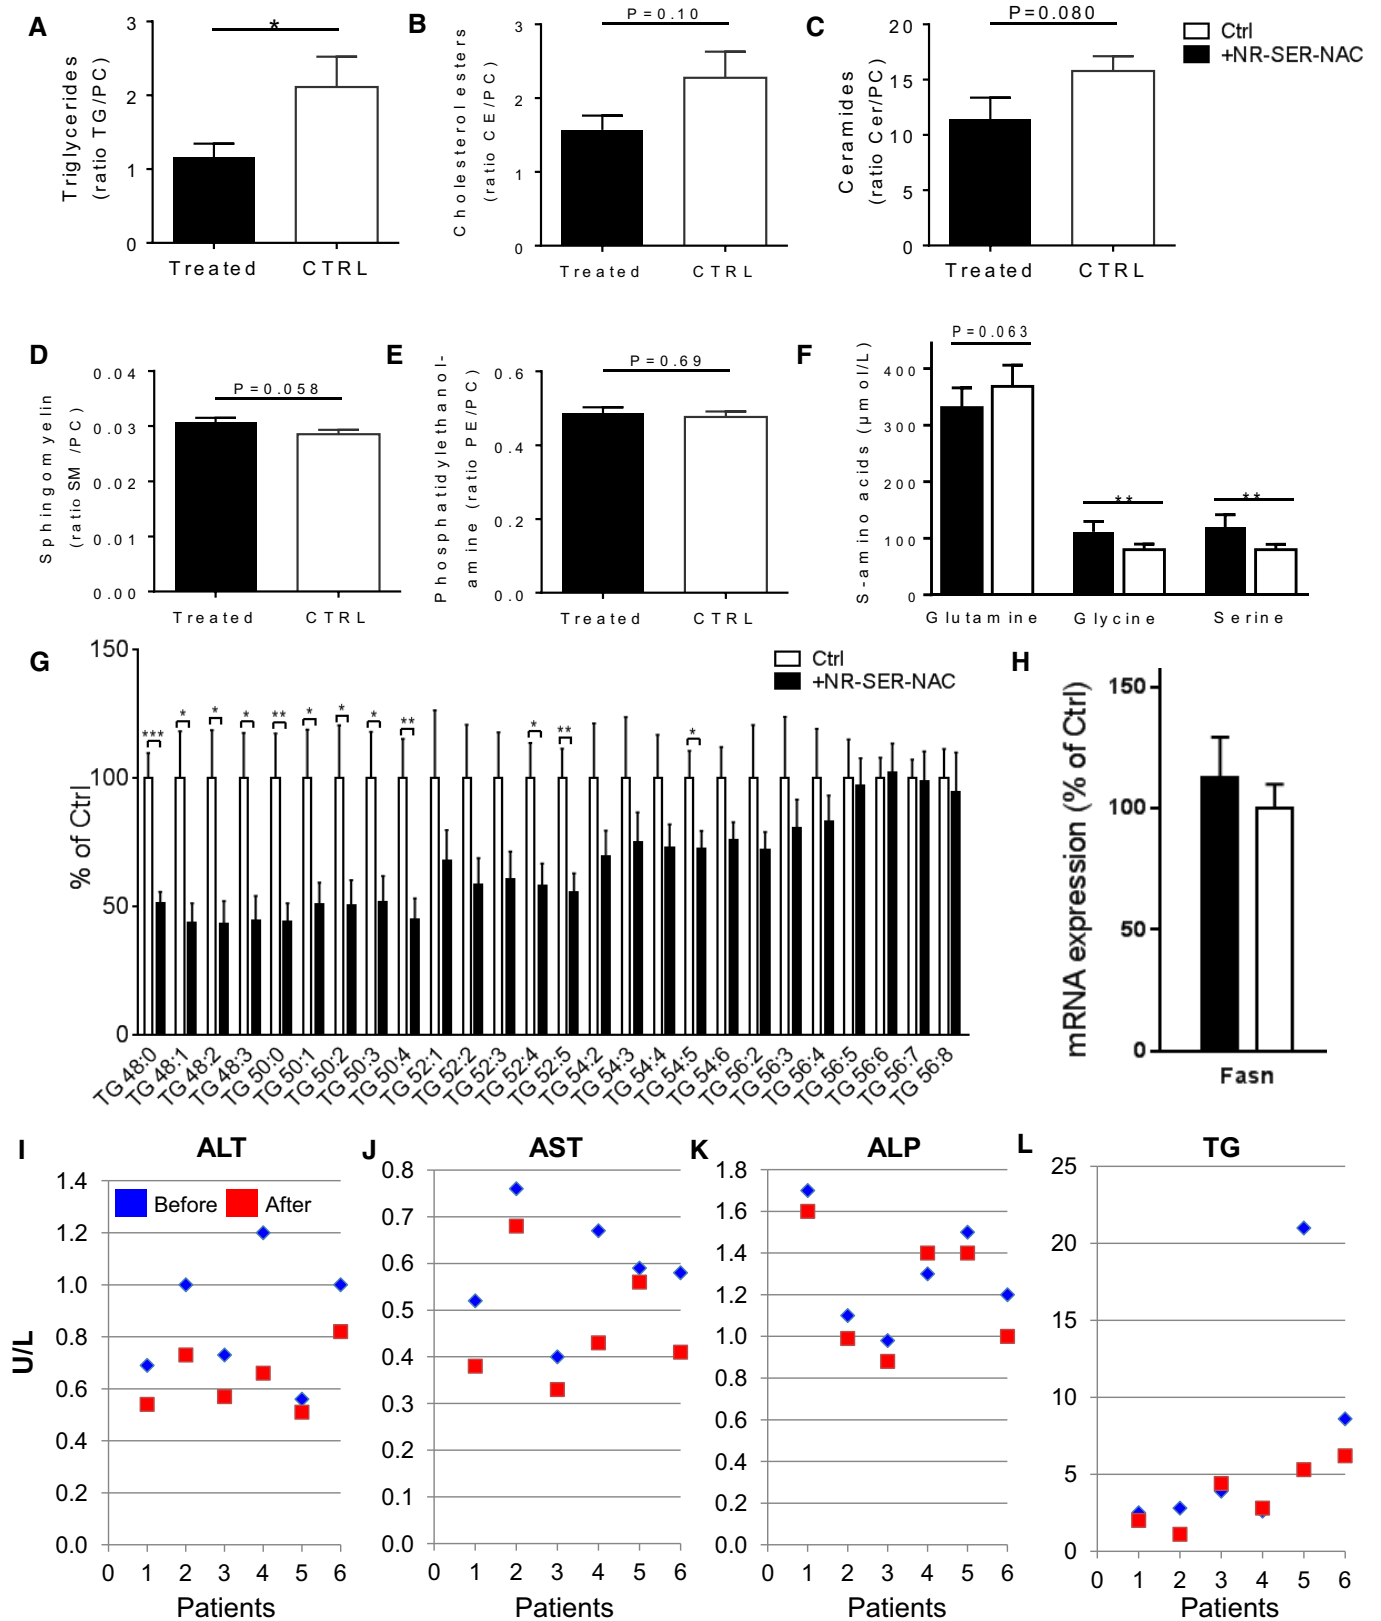 A
Triglycerides
(ratio TG/PC)
3
2
1
0
*
Treated
CTRL
B
Cholesterolesters
(ratio CE/PC)
3
2
1
0
P=0.10
Treated
CTRL
C
Ceramides
(ratio Cer/PC)
20
15
10
5
0
P=0.080
Treated
CTRL
Ctrl
+NR-SER-NAC
D
Sphingomyelin
(ratio SM /PC)
0.04
0.03
0.02
0.01
0.00
P=0.058
Treated
CTRL
E
Phosphatidylethanol-
amine (ratio PE/PC)
0.6
0.4
0.2
0.0
P=0.69
Treated
CTRL
F
S-amino acids (µmol/L)
400
300
200
100
0
P=0.063
**
**
Glutamine
Glycine
Serine
G
% of Ctrl
150
100
50
0
Ctrl
+NR-SER-NAC
***
*
*
*
**
*
*
*
**
*
**
*
TG 48:0
TG 48:1
TG 48:2
TG 48:3
TG 50:0
TG 50:1
TG 50:2
TG 50:3
TG 50:4
TG 52:1
TG 52:2
TG 52:3
TG 52:4
TG 52:5
TG 54:2
TG 54:3
TG 54:4
TG 54:5
TG 54:6
TG 56:2
TG 56:3
TG 56:4
TG 56:5
TG 56:6
TG 56:7
TG 56:8
H
mRNA expression (% of Ctrl)
150
100
50
0
Fasn
I
ALT
U/L
1.4
1.2
1.0
0.8
0.6
0.4
0.2
0.0
Before
After
0 1 2 3 4 5 6
Patients
J
AST
0.8
0.7
0.6
0.5
0.4
0.3
0.2
0.1
0.0
0 1 2 3 4 5 6
Patients
K
ALP
1.8
1.6
1.4
1.2
1.0
0.8
0.6
0.4
0.2
0.0
0 1 2 3 4 5 6
Patients
L
TG
25
20
15
10
5
0
0 1 2 3 4 5 6
Patients